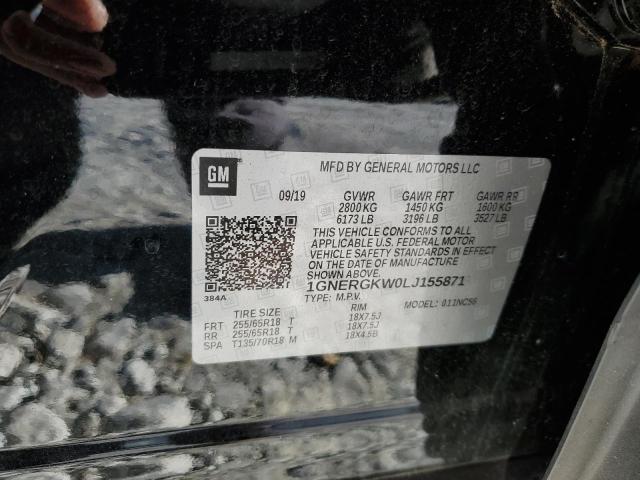 GM
MFD BY GENERAL MOTORS LLC
09/19 GVWR GAWR FRT GAWR RR
2800 KG 1450 KG 1600 KG
6173 LB 3196 LB 3527 LB
THIS VEHICLE CONFORMS TO ALL
APPLICABLE U.S. FEDERAL MOTOR
VEHICLE SAFETY STANDARDS IN EFFECT
ON THE DATE OF MANUFACTURE
SHOWN ABOVE.
384A
1GNERGKW0LJ155871
TYPE: M.P.V. MODEL: 011NC56
TIRE SIZE RIM
FRT 255/65R18 T 18X7.5J
RR 255/65R18 T 18X7.5J
SPA T135/70R18 M 18X4.5B